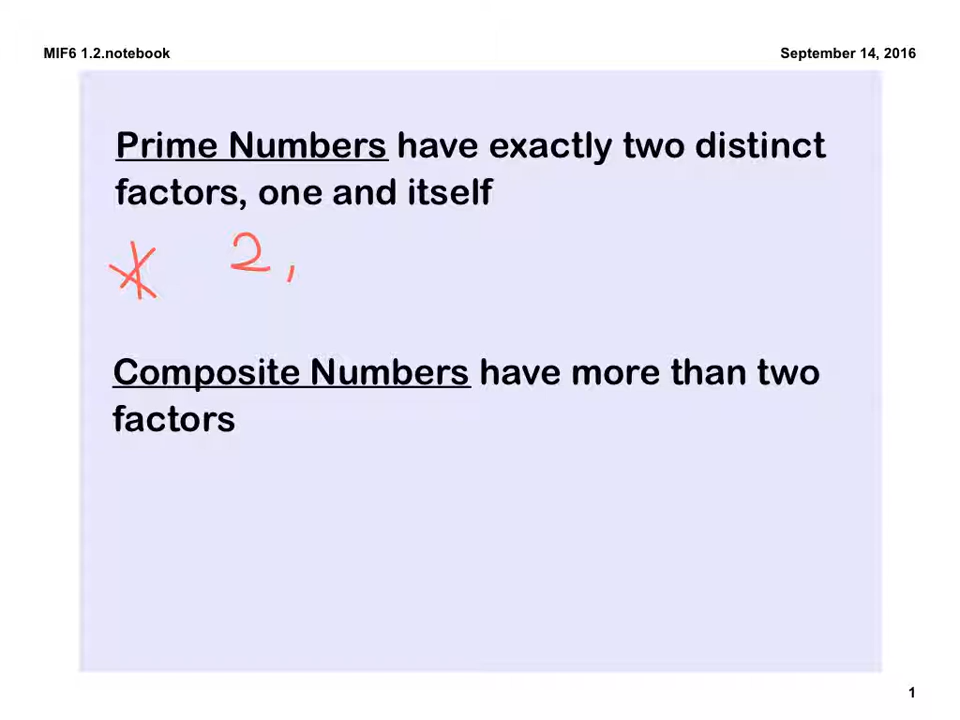 MIF6 1.2.notebook
September 14, 2016
Prime Numbers have exactly two distinct
factors, one and itself
* 2,
Composite Numbers have more than two
factors
1